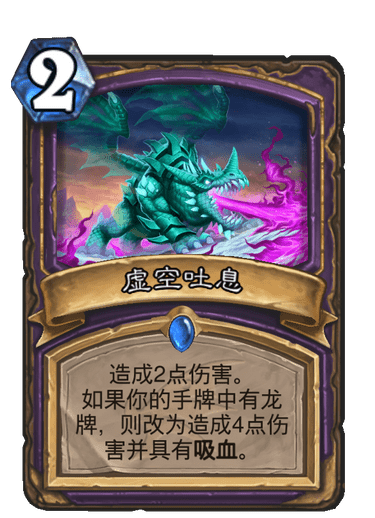 2
虚空吐息
造成2点伤害。
如果你的手牌中有龙
牌，则改为造成4点伤
害并具有吸血。